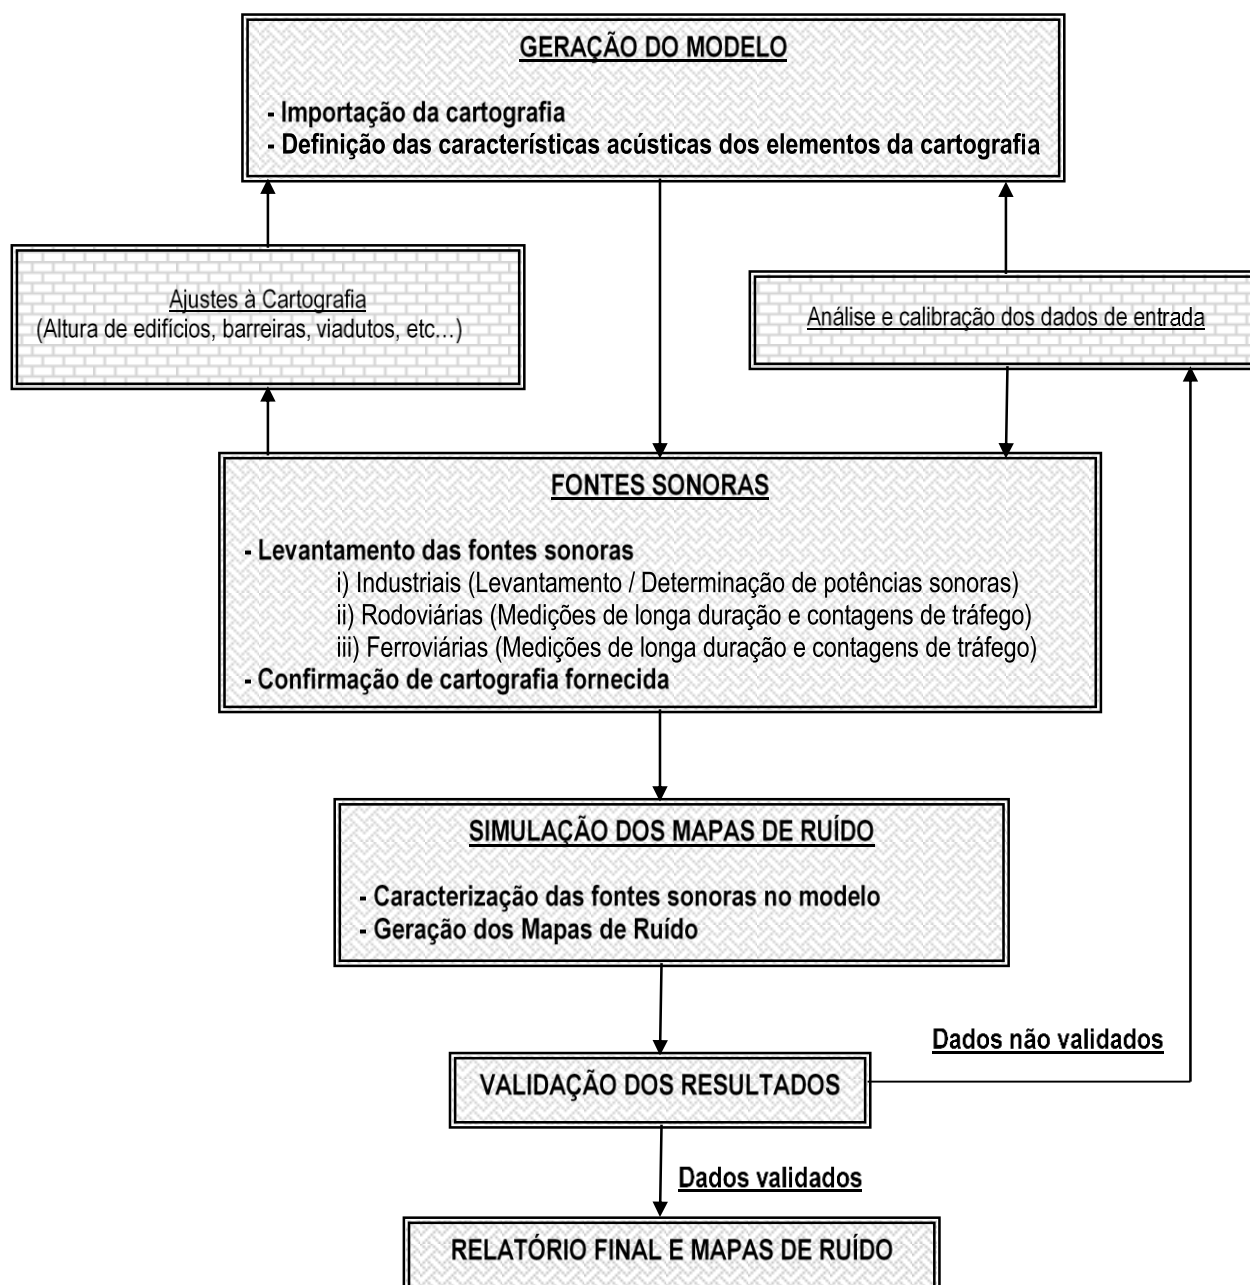 GERAÇÃO DO MODELO
- Importação da cartografia
- Definição das características acústicas dos elementos da cartografia
Ajustes à Cartografia
(Altura de edifícios, barreiras, viadutos, etc…)
Análise e calibração dos dados de entrada
FONTES SONORAS
- Levantamento das fontes sonoras
i) Industriais (Levantamento / Determinação de potências sonoras)
ii) Rodoviárias (Medições de longa duração e contagens de tráfego)
iii) Ferroviárias (Medições de longa duração e contagens de tráfego)
- Confirmação de cartografia fornecida
SIMULAÇÃO DOS MAPAS DE RUÍDO
- Caracterização das fontes sonoras no modelo
- Geração dos Mapas de Ruído
Dados não validados
VALIDAÇÃO DOS RESULTADOS
Dados validados
RELATÓRIO FINAL E MAPAS DE RUÍDO